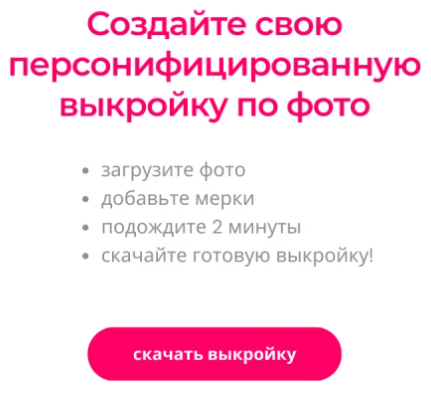 Создайте свою
персонифицированную
выкройку по фото
• загрузите фото
• добавьте мерки
• подождите 2 минуты
• скачайте готовую выкройку!
скачать выкройку